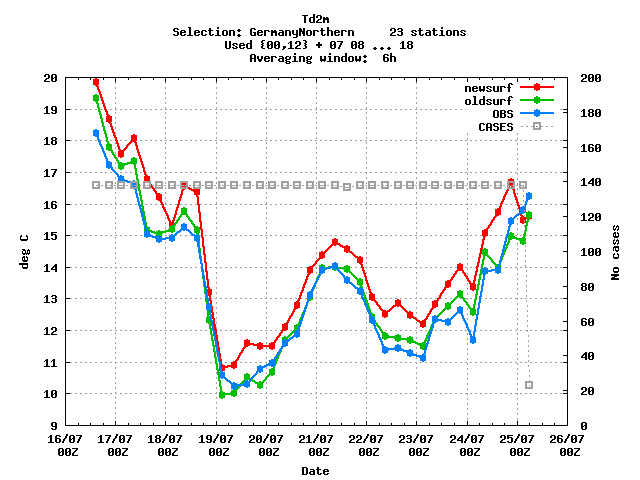 Td2m
Selection: GermanyNorthern 23 stations
Used {00,12} + 07 08 ... 18
Averaging window: 6h
20
19
18
17
16
15
14
13
12
11
10
9
deg C
200
180
160
140
120
100
80
60
40
20
0
No cases
newsurf
oldsurf
OBS
CASES
16/07 17/07 18/07 19/07 20/07 21/07 22/07 23/07 24/07 25/07 26/07
00Z 00Z 00Z 00Z 00Z 00Z 00Z 00Z 00Z 00Z 00Z
Date